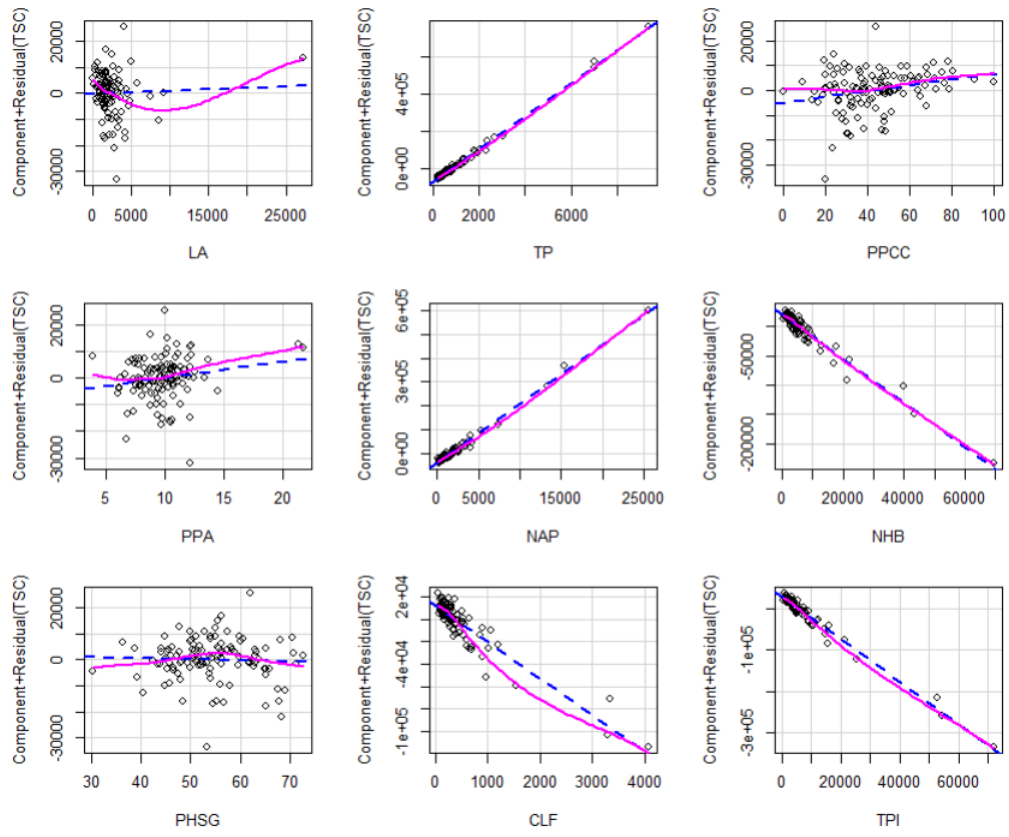 Component+Residual(TSC)
-30000 0 20000
0 5000 15000 25000
LA
Component+Residual(TSC)
0e+00 4e+05
0 2000 6000
TP
Component+Residual(TSC)
-30000 0 20000
0 20 40 60 80 100
PPCC
Component+Residual(TSC)
-30000 0 20000
5 10 15 20
PPA
Component+Residual(TSC)
0e+00 3e+05 6e+05
0 5000 15000 25000
NAP
Component+Residual(TSC)
-200000 -50000
0 20000 40000 60000
NHB
Component+Residual(TSC)
-30000 0 20000
30 40 50 60 70
PHSG
Component+Residual(TSC)
-1e+05 -4e+04 2e+04
0 1000 2000 3000 4000
CLF
Component+Residual(TSC)
-3e+05 -1e+05
0 20000 40000 60000
TPI